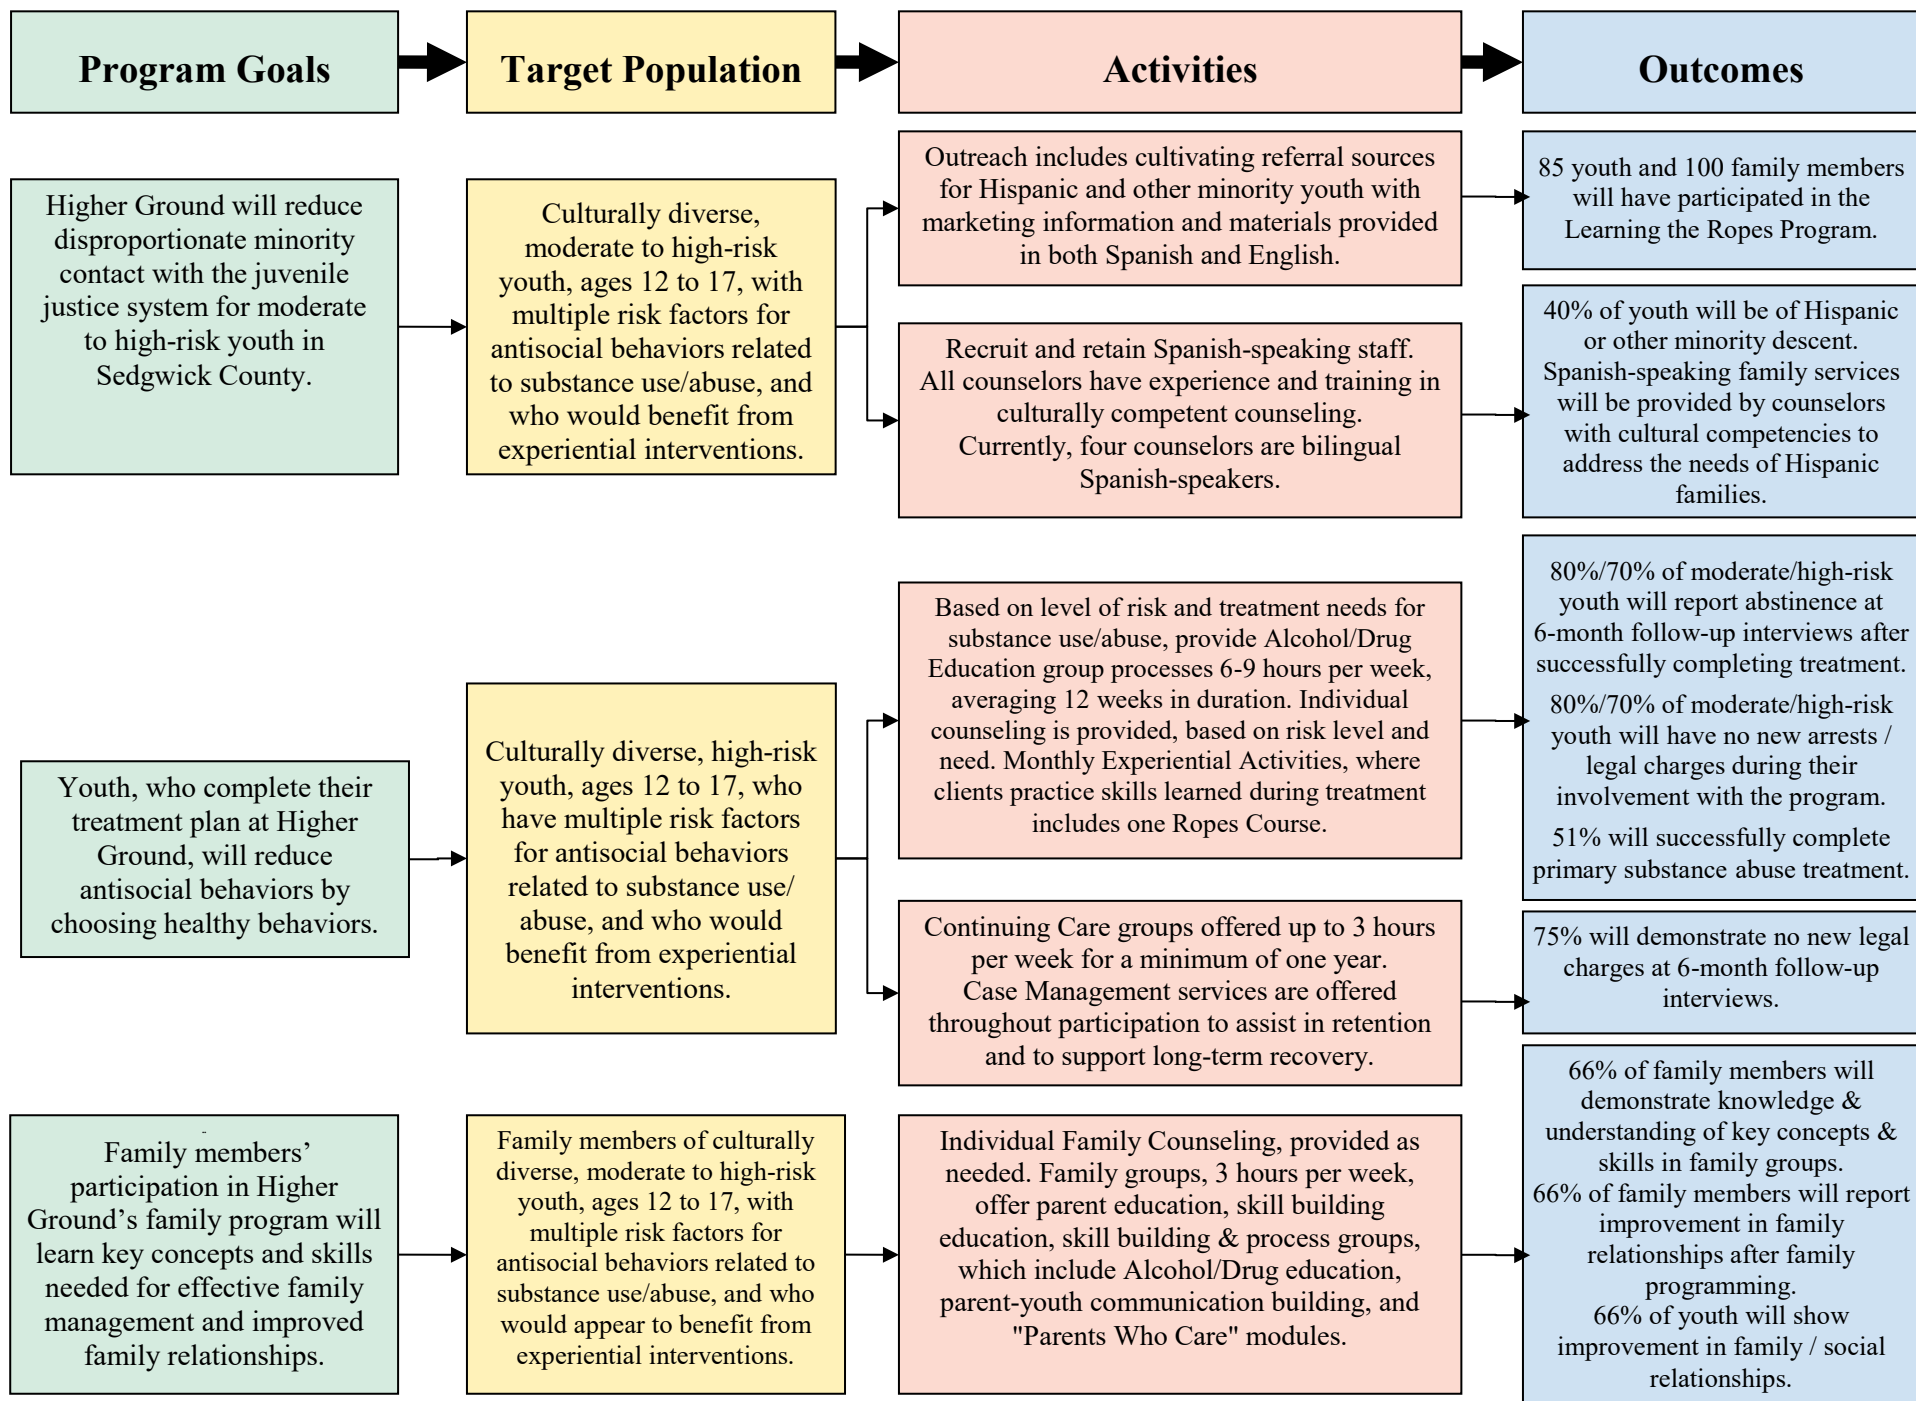 Program Goals
Target Population
Activities
Outcomes
Higher Ground will reduce
disproportionate minority
contact with the juvenile
justice system for moderate
to high-risk youth in
Sedgwick County.
Culturally diverse,
moderate to high-risk
youth, ages 12 to 17, with
multiple risk factors for
antisocial behaviors related
to substance use/abuse, and
who would benefit from
experiential interventions.
Outreach includes cultivating referral sources
for Hispanic and other minority youth with
marketing information and materials provided
in both Spanish and English.
85 youth and 100 family members
will have participated in the
Learning the Ropes Program.
Recruit and retain Spanish-speaking staff.
All counselors have experience and training in
culturally competent counseling.
Currently, four counselors are bilingual
Spanish-speakers.
40% of youth will be of Hispanic
or other minority descent.
Spanish-speaking family services
will be provided by counselors
with cultural competencies to
address the needs of Hispanic
families.
Youth, who complete their
treatment plan at Higher
Ground, will reduce
antisocial behaviors by
choosing healthy behaviors.
Culturally diverse, high-risk
youth, ages 12 to 17, who
have multiple risk factors
for antisocial behaviors
related to substance use/
abuse, and who would
benefit from experiential
interventions.
Based on level of risk and treatment needs for
substance use/abuse, provide Alcohol/Drug
Education group processes 6-9 hours per week,
averaging 12 weeks in duration. Individual
counseling is provided, based on risk level and
need. Monthly Experiential Activities, where
clients practice skills learned during treatment
includes one Ropes Course.
80%/70% of moderate/high-risk
youth will report abstinence at
6-month follow-up interviews after
successfully completing treatment.
80%/70% of moderate/high-risk
youth will have no new arrests /
legal charges during their
involvement with the program.
51% will successfully complete
primary substance abuse treatment.
Continuing Care groups offered up to 3 hours
per week for a minimum of one year.
Case Management services are offered
throughout participation to assist in retention
and to support long-term recovery.
75% will demonstrate no new legal
charges at 6-month follow-up
interviews.
Family members’
participation in Higher
Ground’s family program will
learn key concepts and skills
needed for effective family
management and improved
family relationships.
Family members of culturally
diverse, moderate to high-risk
youth, ages 12 to 17, with
multiple risk factors for
antisocial behaviors related to
substance use/abuse, and who
would appear to benefit from
experiential interventions.
Individual Family Counseling, provided as
needed. Family groups, 3 hours per week,
offer parent education, skill building
education, skill building & process groups,
which include Alcohol/Drug education,
parent-youth communication building, and
"Parents Who Care" modules.
66% of family members will
demonstrate knowledge &
understanding of key concepts &
skills in family groups.
66% of family members will report
improvement in family
relationships after family
programming.
66% of youth will show
improvement in family / social
relationships.